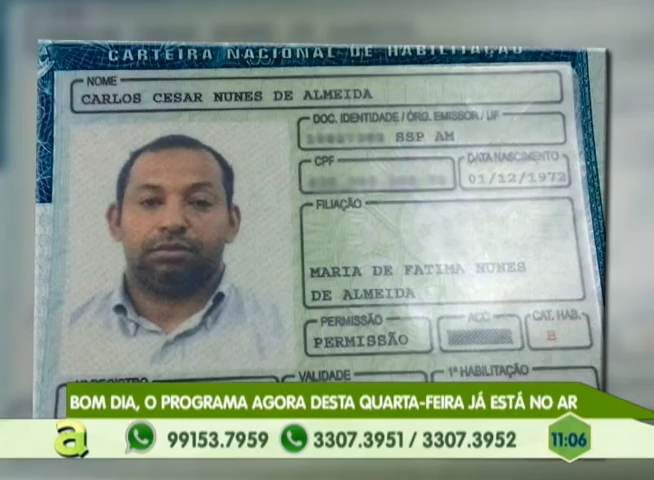 CARTEIRA NACIONAL DE HABILITAÇÃO
NOME
CARLOS CESAR NUNES DE ALMEIDA
DOC. IDENTIDADE / ÓRG. EMISSOR / UF
SSP AM
CPF
DATA NASCIMENTO
01/12/1972
FILIAÇÃO
MARIA DE FATIMA NUNES
DE ALMEIDA
PERMISSÃO
ACC
CAT. HAB.
PERMISSÃO
B
Nº REGISTRO
VALIDADE
1ª HABILITAÇÃO
BOM DIA, O PROGRAMA AGORA DESTA QUARTA-FEIRA JÁ ESTÁ NO AR
a 99153.7959 3307.3951 / 3307.3952 11:06